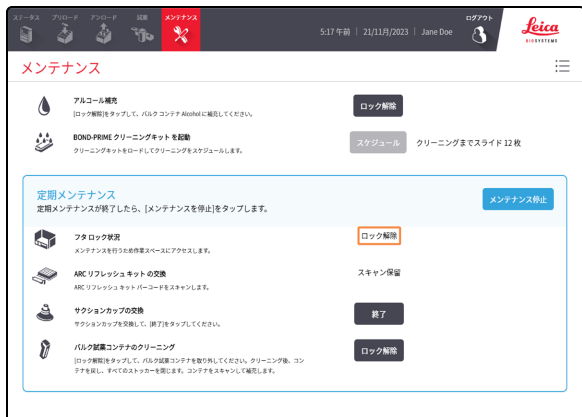 ステータス プリロード アンロード 試薬 メンテナンス ログアウト
5:17 午前 | 21/11月/2023 | Jane Doe
Leica
BIOSYSTEMS
メンテナンス
アルコール補充
[ロック解除]をタップして、バルク コンテナ Alcohol に補充してください。
ロック解除
BOND-PRIME クリーニングキット を起動
クリーニングキットをロードしてクリーニングをスケジュールします。
スケジュール
クリーニングまでスライド 12 枚
定期メンテナンス
定期メンテナンスが終了したら、[メンテナンスを停止]をタップします。
メンテナンス停止
フタ ロック状況
メンテナンスを行うため作業スペースにアクセスします。
ロック解除
ARC リフレッシュ キット の交換
ARC リフレッシュ キット バーコードをスキャンします。
スキャン保留
サクションカップの交換
サクションカップを交換して、[終了]をタップしてください。
終了
バルク試薬コンテナのクリーニング
[ロック解除]をタップして、バルク試薬コンテナを取り外してください。クリーニング後、コン
テナを戻し、すべてのストッカーを閉じます。コンテナをスキャンして補充します。
ロック解除